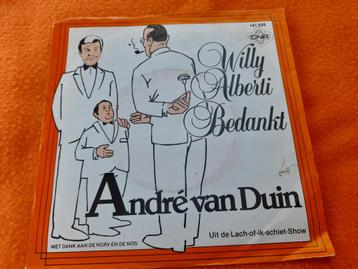 CNR
141 828
Willy
Alberti
Bedankt
André van Duin
Uit de Lach-of-ik-schiet-Show
MET DANK AAN DE NCRV EN DE NOS